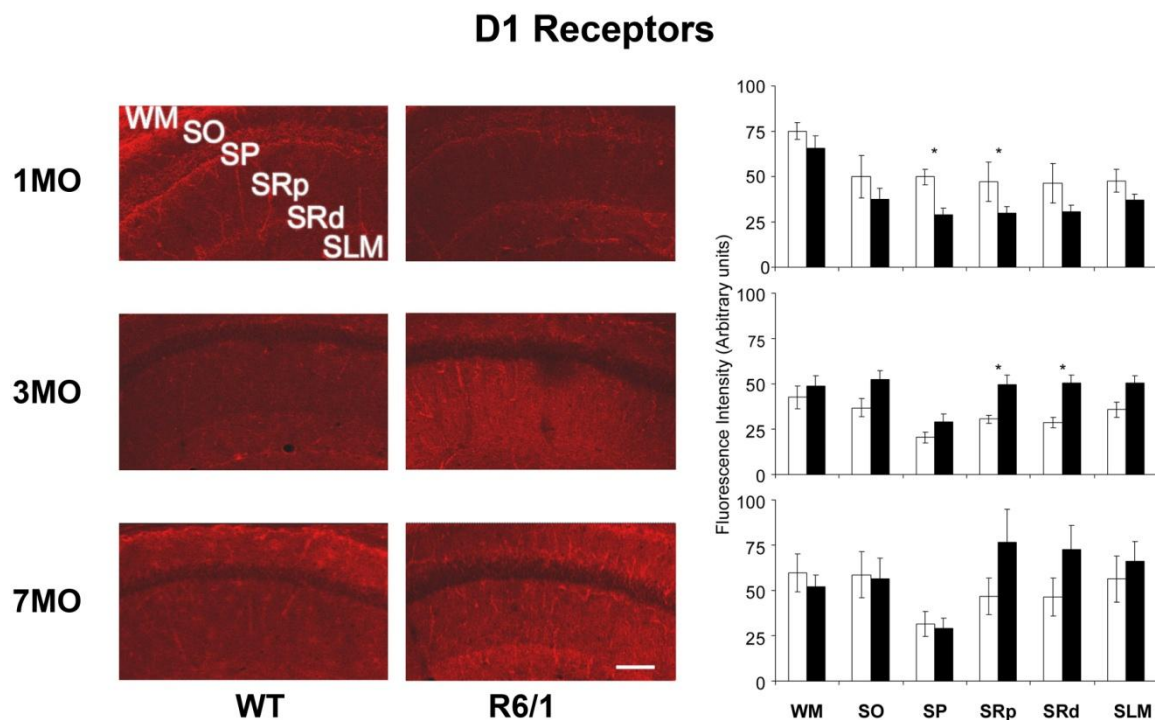 D1 Receptors
1MO
WM
SO
SP
SRp
SRd
SLM
3MO
7MO
WT
R6/1
Fluorescence Intensity (Arbitrary units)
100
75
50
25
0
*
*
100
75
50
25
0
*
*
100
75
50
25
0
WM SO SP SRp SRd SLM